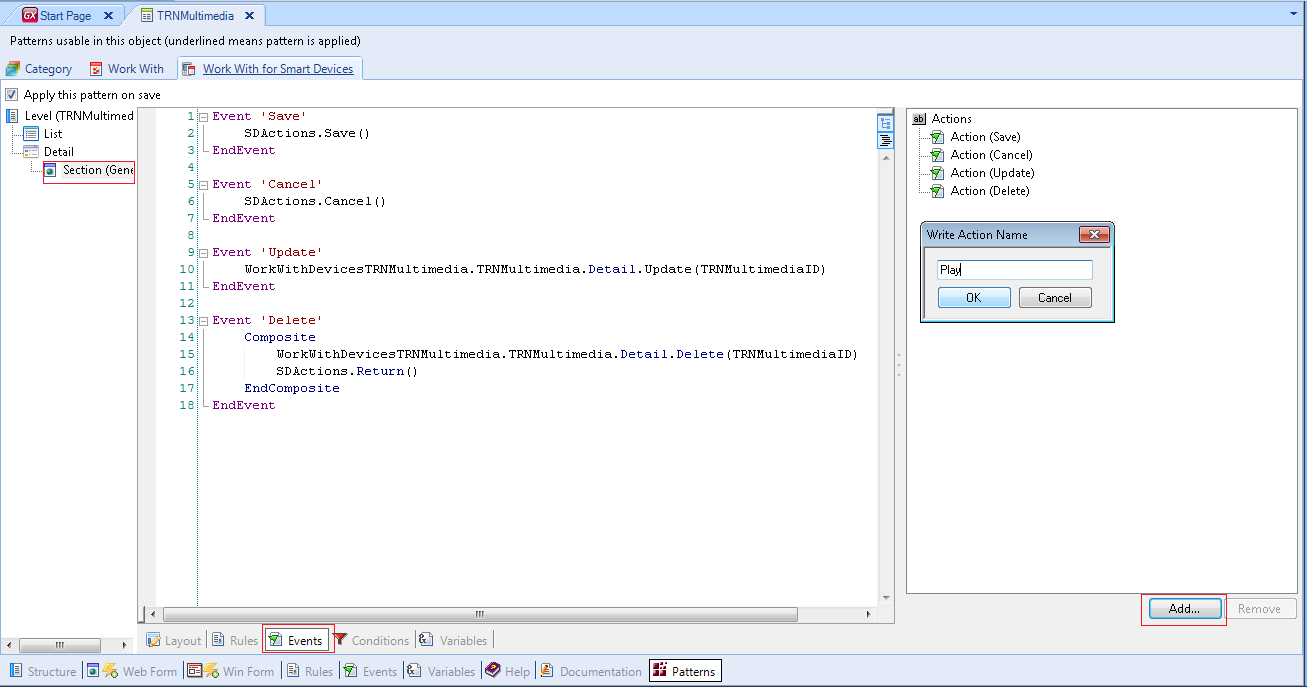 GX Start Page
TRNMultimedia
Patterns usable in this object (underlined means pattern is applied)
Category
Work With
Work With for Smart Devices
Apply this pattern on save
Level (TRNMultimed
List
Detail
Section (Gene
1 Event 'Save'
2 SDActions.Save()
3 EndEvent
4
5 Event 'Cancel'
6 SDActions.Cancel()
7 EndEvent
8
9 Event 'Update'
10 WorkWithDevicesTRNMultimedia.TRNMultimedia.Detail.Update(TRNMultimediaID)
11 EndEvent
12
13 Event 'Delete'
14 Composite
15 WorkWithDevicesTRNMultimedia.TRNMultimedia.Detail.Delete(TRNMultimediaID)
16 SDActions.Return()
17 EndComposite
18 EndEvent
ab Actions
Action (Save)
Action (Cancel)
Action (Update)
Action (Delete)
Write Action Name
Play
OK Cancel
Add... Remove
Layout Rules Events Conditions Variables
Structure Web Form Win Form Rules Events Variables Help Documentation Patterns